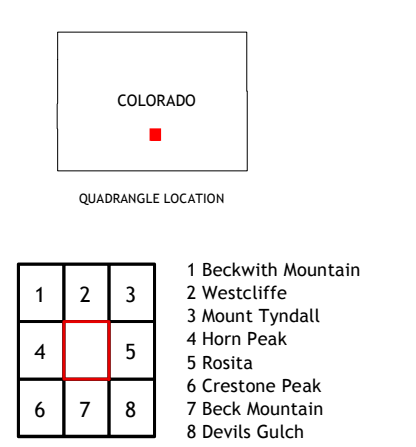 COLORADO
QUADRANGLE LOCATION
1 2 3
4 5
6 7 8
1 Beckwith Mountain
2 Westcliffe
3 Mount Tyndall
4 Horn Peak
5 Rosita
6 Crestone Peak
7 Beck Mountain
8 Devils Gulch